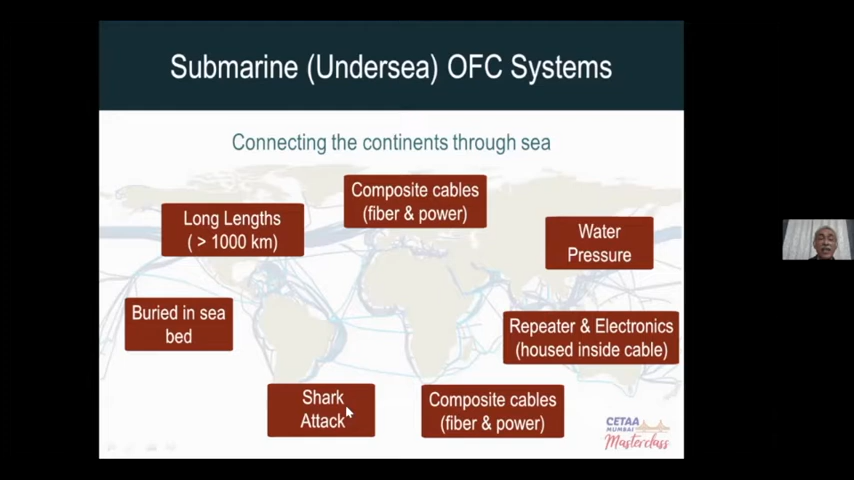 Submarine (Undersea) OFC Systems
Connecting the continents through sea
Composite cables
(fiber & power)
Long Lengths
( > 1000 km)
Water
Pressure
Buried in sea
bed
Repeater & Electronics
(housed inside cable)
Shark
Attack
Composite cables
(fiber & power)
CETAA
MUMBAI
Masterclass